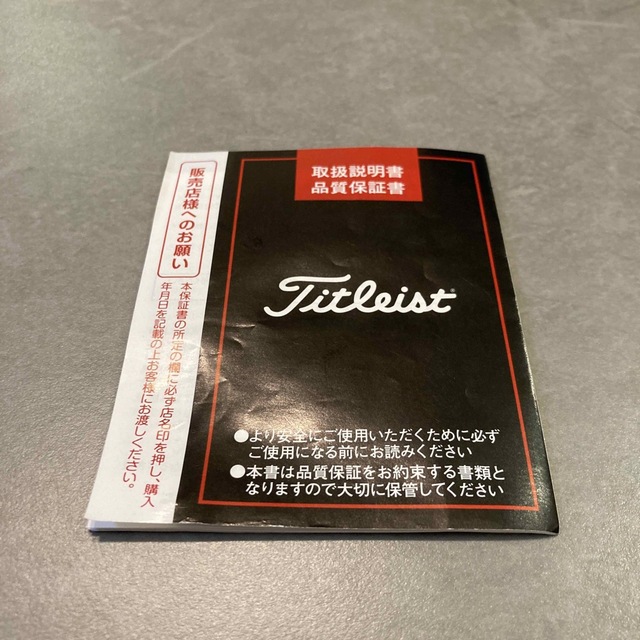 取扱説明書
品質保証書
Titleist®
●より安全にご使用いただくために必ず
ご使用になる前にお読みください
●本書は品質保証をお約束する書類と
なりますので大切に保管してください
販売店様へのお願い
本保証書の所定の欄に必ず店名印を押し、購入
年月日を記載の上お客様にお渡しください。